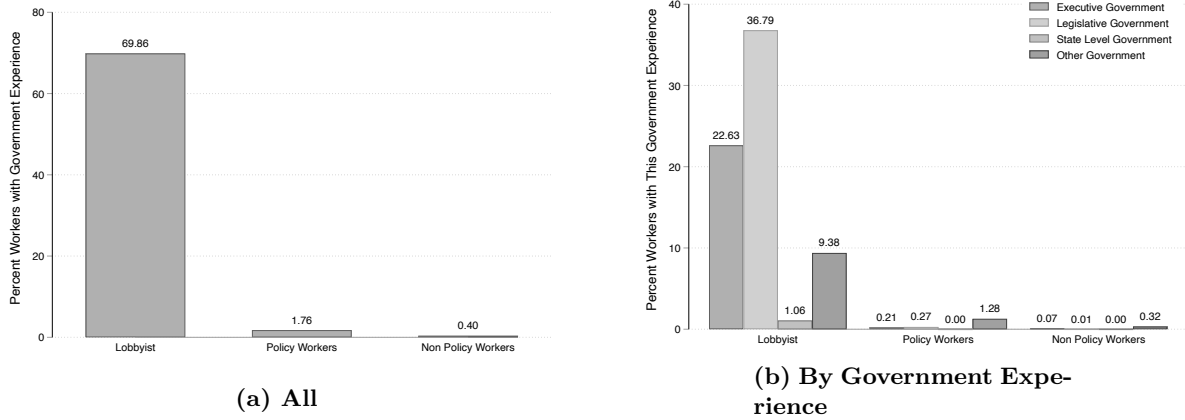 Percent Workers with Government Experience
80
60
40
20
0
69.86
1.76
0.40
Lobbyist
Policy Workers
Non Policy Workers
(a) All
Percent Workers with This Government Experience
40
30
20
10
0
Executive Government
Legislative Government
State Level Government
Other Government
22.63
36.79
1.06
9.38
0.21
0.27
0.00
1.28
0.07
0.01
0.00
0.32
Lobbyist
Policy Workers
Non Policy Workers
(b) By Government Expe-
rience